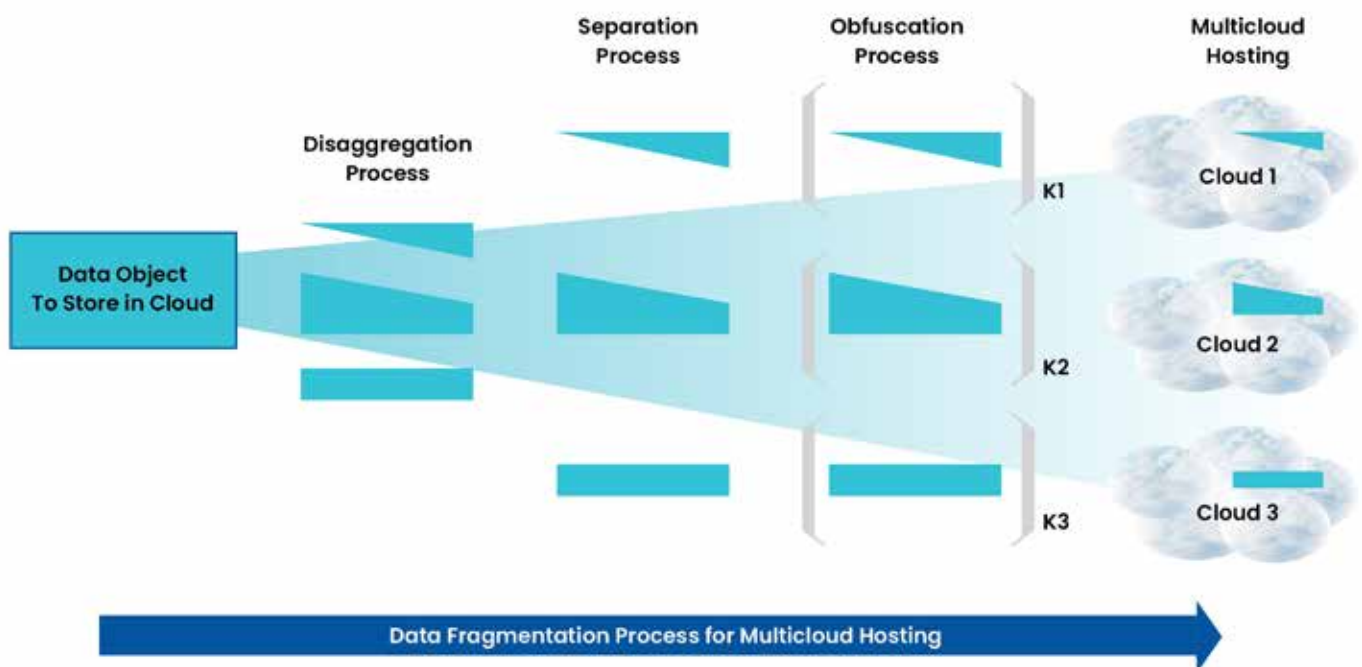 Separation
Process
Obfuscation
Process
Multicloud
Hosting
Disaggregation
Process
Data Object
To Store in Cloud
K1
Cloud 1
K2
Cloud 2
K3
Cloud 3
Data Fragmentation Process for Multicloud Hosting